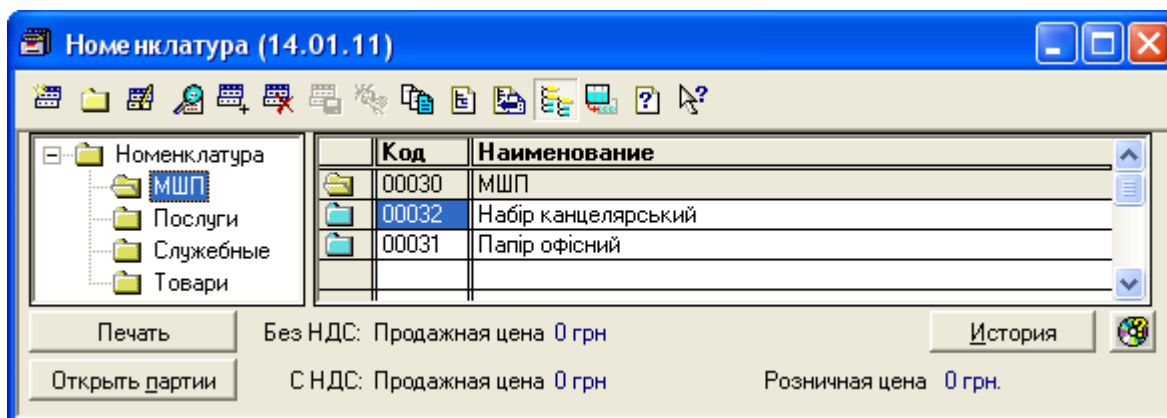 Номенклатура (14.01.11)
Номенклатура
МШП
Послуги
Служебные
Товари
Код Наименование
00030 МШП
00032 Набір канцелярський
00031 Папір офісний
Печать Без НДС: Продажная цена 0 грн История
Открыть партии С НДС: Продажная цена 0 грн Розничная цена 0 грн.